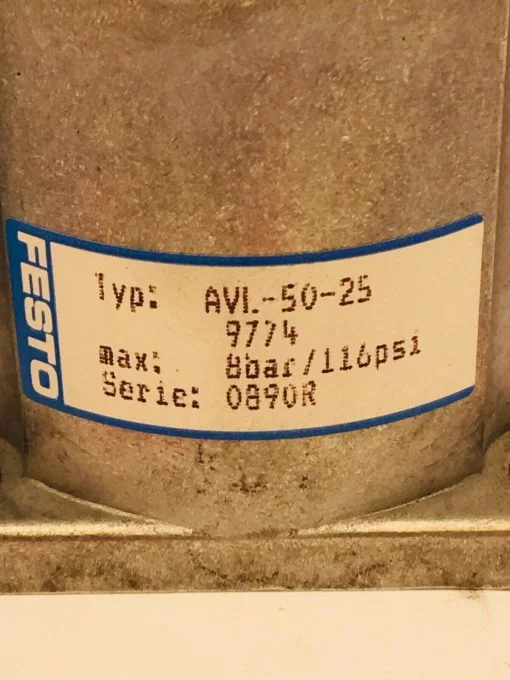 FESTO
Typ: AVL-50-25
9774
max: 8bar/116psi
Serie: 0890R